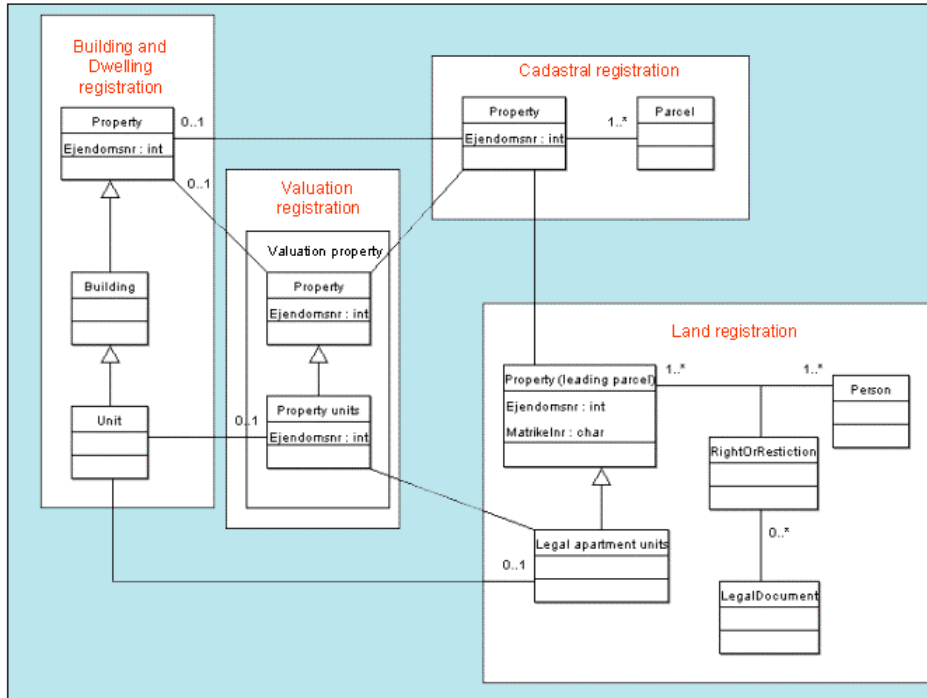 Building and
Dwelling
registration
Property
Ejendomsnr : int
0..1
0..1
Building
Unit
0..1
Valuation
registration
Valuation property
Property
Ejendomsnr : int
Property units
Ejendomsnr : int
Cadastral registration
Property
Ejendomsnr : int
1..*
Parcel
Land registration
Property (leading parcel)
Ejendomsnr : int
Matrikelnr : char
1..*
1..*
Person
RightOrRestiction
0..*
LegalDocument
Legal apartment units
0..1